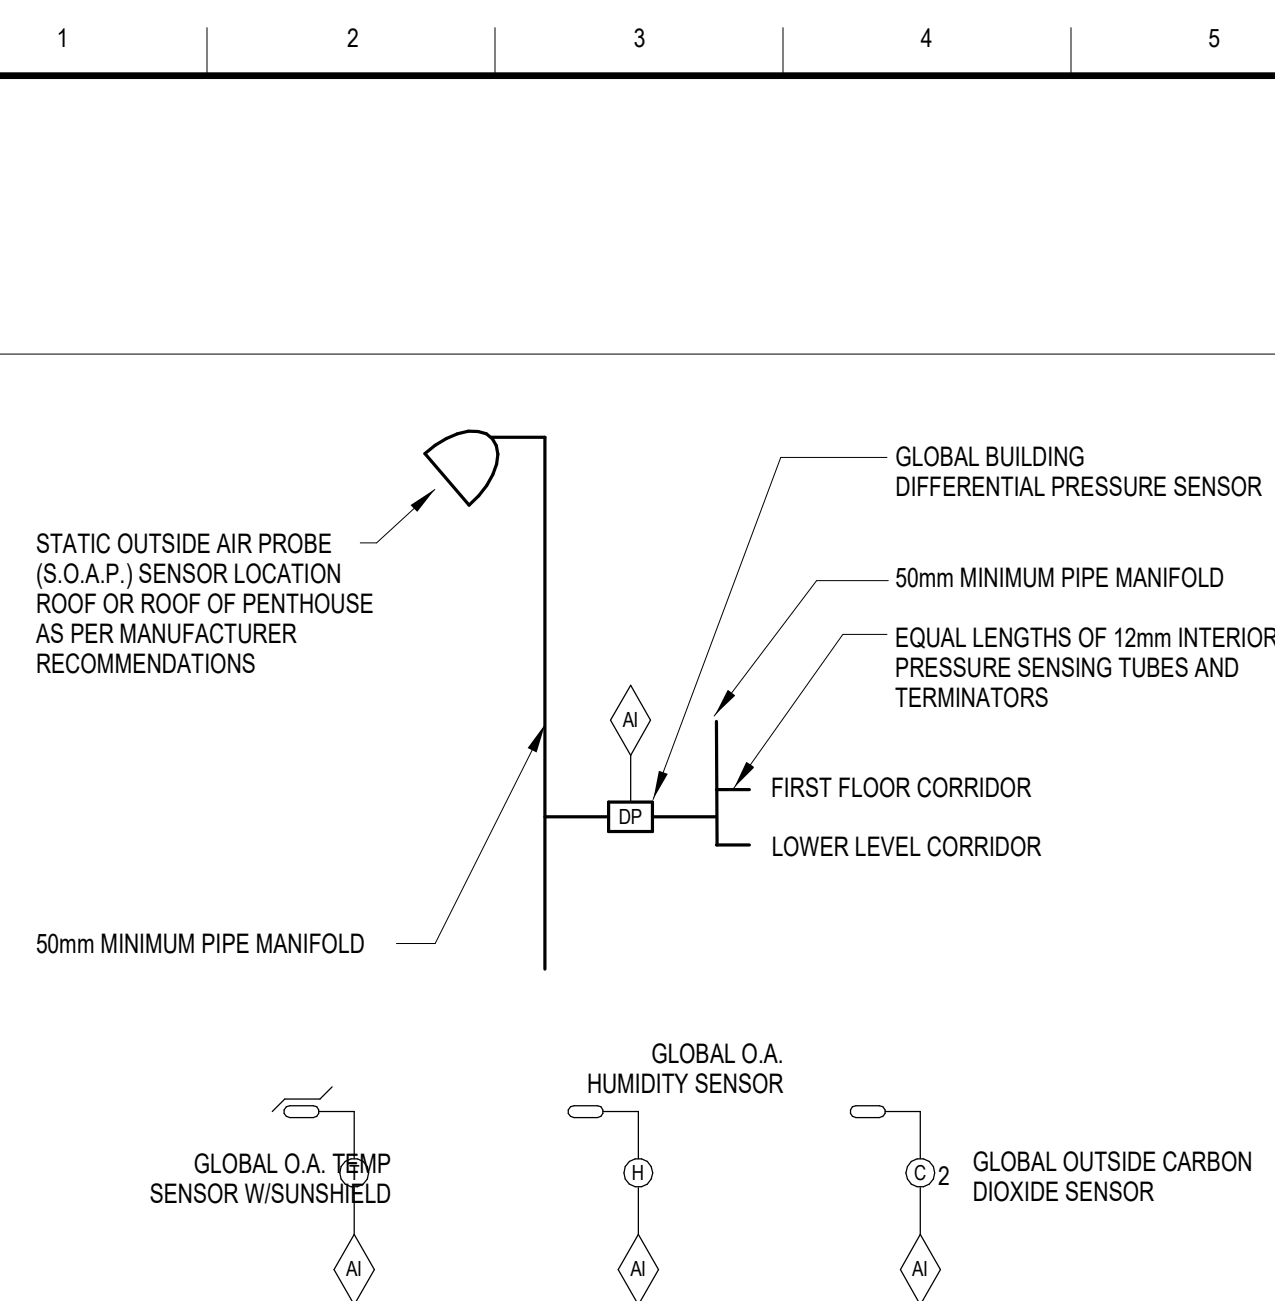 1 2 3 4 5
GLOBAL BUILDING
DIFFERENTIAL PRESSURE SENSOR
STATIC OUTSIDE AIR PROBE
(S.O.A.P.) SENSOR LOCATION
ROOF OR ROOF OF PENTHOUSE
AS PER MANUFACTURER
RECOMMENDATIONS
50mm MINIMUM PIPE MANIFOLD
EQUAL LENGTHS OF 12mm INTERIOR
PRESSURE SENSING TUBES AND
TERMINATORS
AI
DP
FIRST FLOOR CORRIDOR
LOWER LEVEL CORRIDOR
50mm MINIMUM PIPE MANIFOLD
GLOBAL O.A.
HUMIDITY SENSOR
GLOBAL O.A. TEMP
SENSOR W/SUNSHIELD
T
H
C 2
GLOBAL OUTSIDE CARBON
DIOXIDE SENSOR
AI
AI
AI